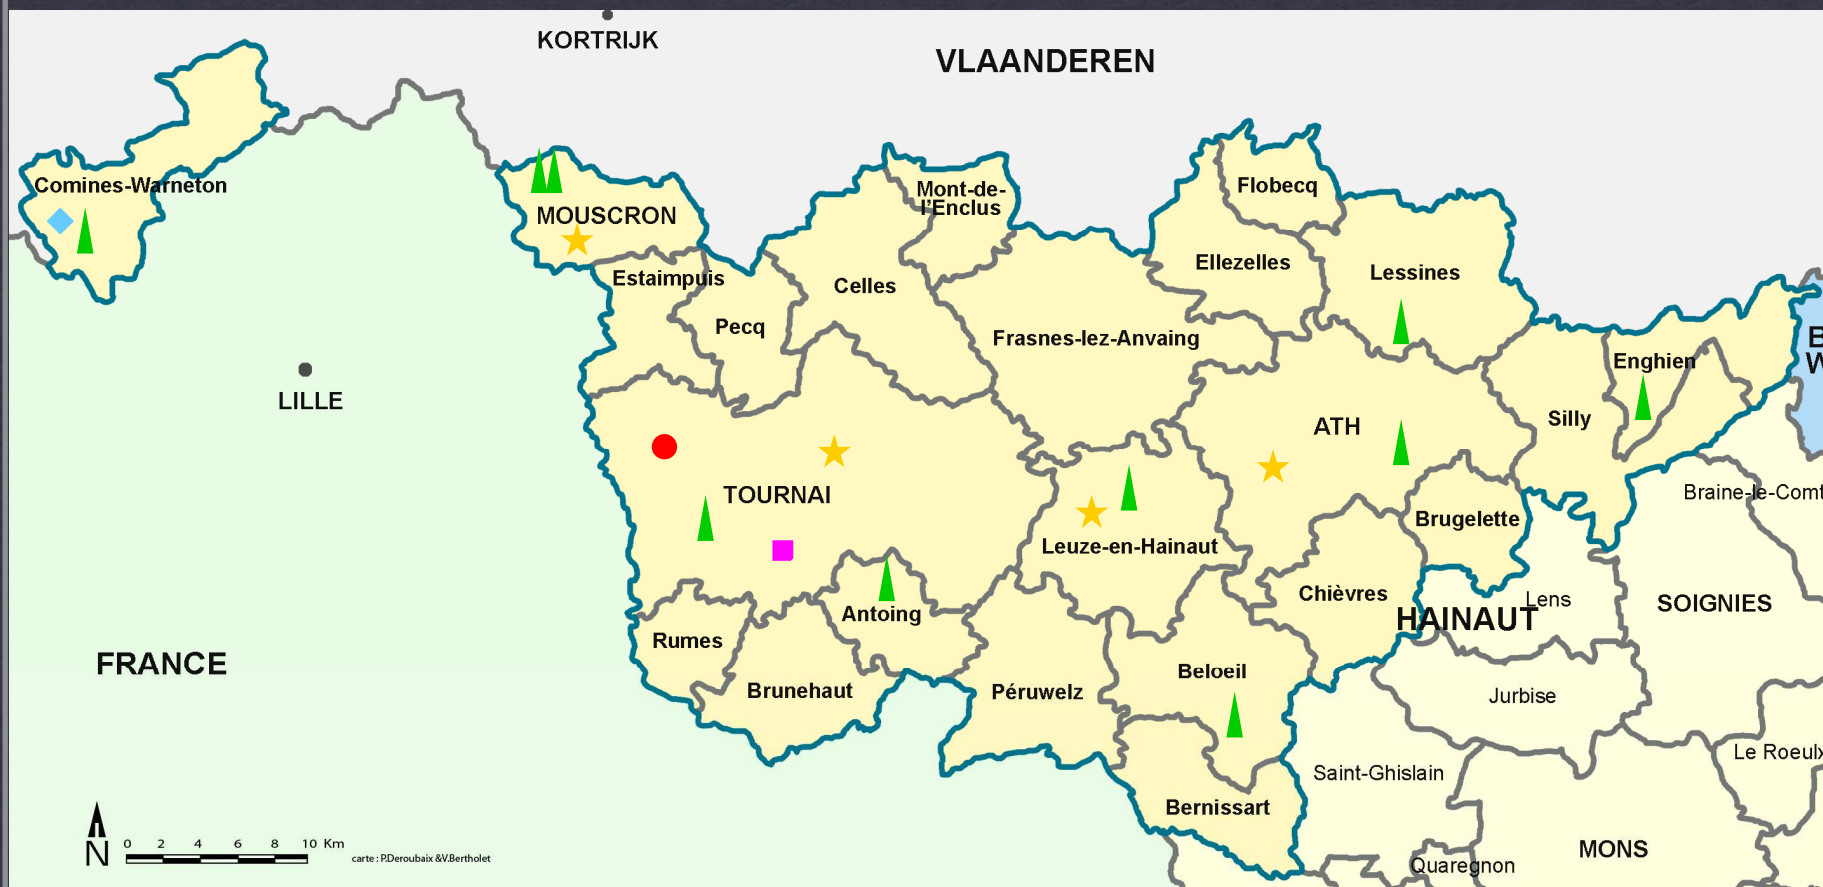 KORTRIJK
VLAANDEREN
Comines-Warneton
MOUSCRON
Mont-de-
l'Enclus
Flobecq
Estaimpuis
Celles
Ellezelles
Lessines
Pecq
Frasnes-lez-Anvaing
B
W
Enghien
LILLE
Silly
ATH
TOURNAI
Braine-le-Comt
Brugelette
Leuze-en-Hainaut
Antoing
Chièvres
Lens
HAINAUT
SOIGNIES
Rumes
FRANCE
Brunehaut
Péruwelz
Beloeil
Jurbise
Le Roeulx
Saint-Ghislain
Bernissart
N
0 2 4 6 8 10 Km
carte : P.Deroubaix &V.Bertholet
MONS
Quaregnon